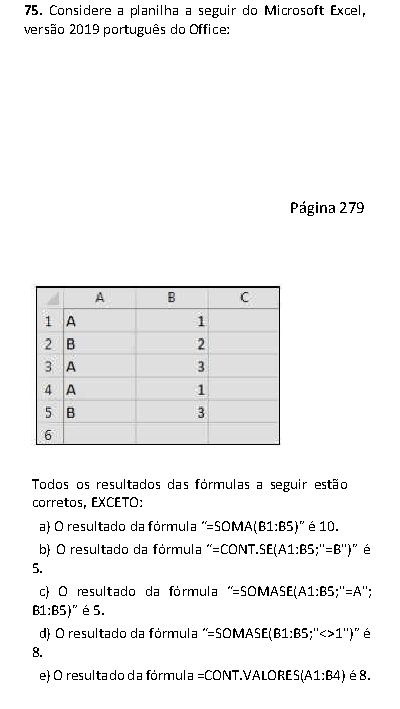 75. Considere a planilha a seguir do Microsoft Excel,
versão 2019 português do Office:
Página 279
A B C
1 A 1
2 B 2
3 A 3
4 A 1
5 B 3
6
Todos os resultados das fórmulas a seguir estão
corretos, EXCETO:
a) O resultado da fórmula “=SOMA(B1:B5)” é 10.
b) O resultado da fórmula “=CONT.SE(A1:B5;"=B")” é
5.
c) O resultado da fórmula “=SOMASE(A1:B5;"=A";
B1:B5)” é 5.
d) O resultado da fórmula “=SOMASE(B1:B5;"<>1")” é
8.
e) O resultado da fórmula =CONT.VALORES(A1:B4) é 8.